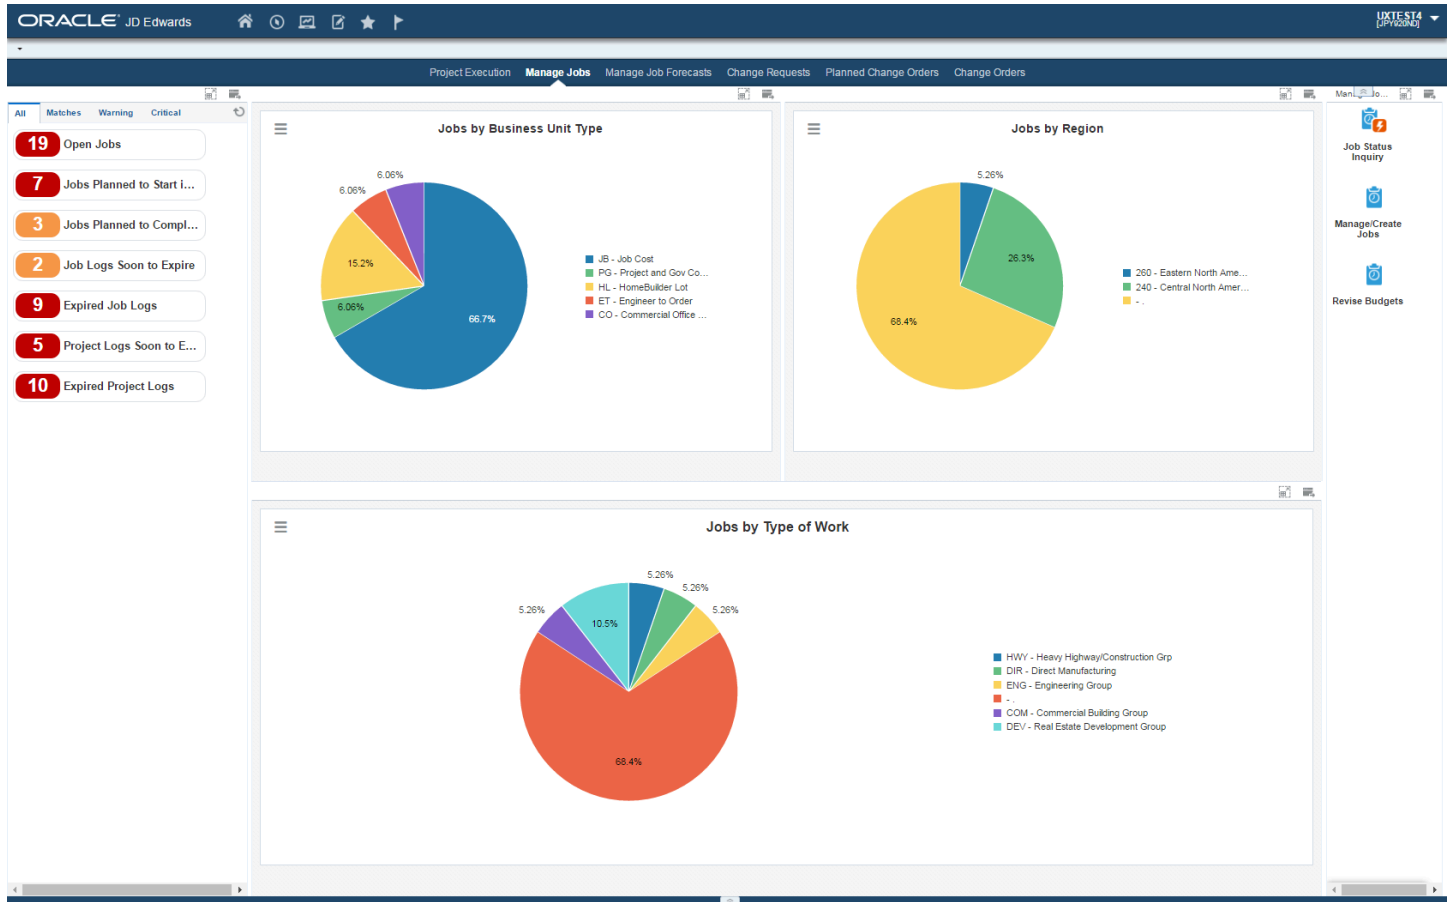 ORACLE JD Edwards
UXTEST4
[JPY920ND]
Project Execution Manage Jobs Manage Job Forecasts Change Requests Planned Change Orders Change Orders
All Matches Warning Critical
19 Open Jobs
7 Jobs Planned to Start i...
3 Jobs Planned to Compl...
2 Job Logs Soon to Expire
9 Expired Job Logs
5 Project Logs Soon to E...
10 Expired Project Logs
Jobs by Business Unit Type
6.06%
6.06%
15.2%
6.06%
66.7%
JB - Job Cost
PG - Project and Gov Co...
HL - HomeBuilder Lot
ET - Engineer to Order
CO - Commercial Office ...
Jobs by Region
5.26%
26.3%
68.4%
260 - Eastern North Ame...
240 - Central North Amer...
- .
Job Status
Inquiry
Manage/Create
Jobs
Revise Budgets
Jobs by Type of Work
5.26%
5.26%
5.26%
5.26%
10.5%
68.4%
HWY - Heavy Highway/Construction Grp
DIR - Direct Manufacturing
ENG - Engineering Group
- .
COM - Commercial Building Group
DEV - Real Estate Development Group